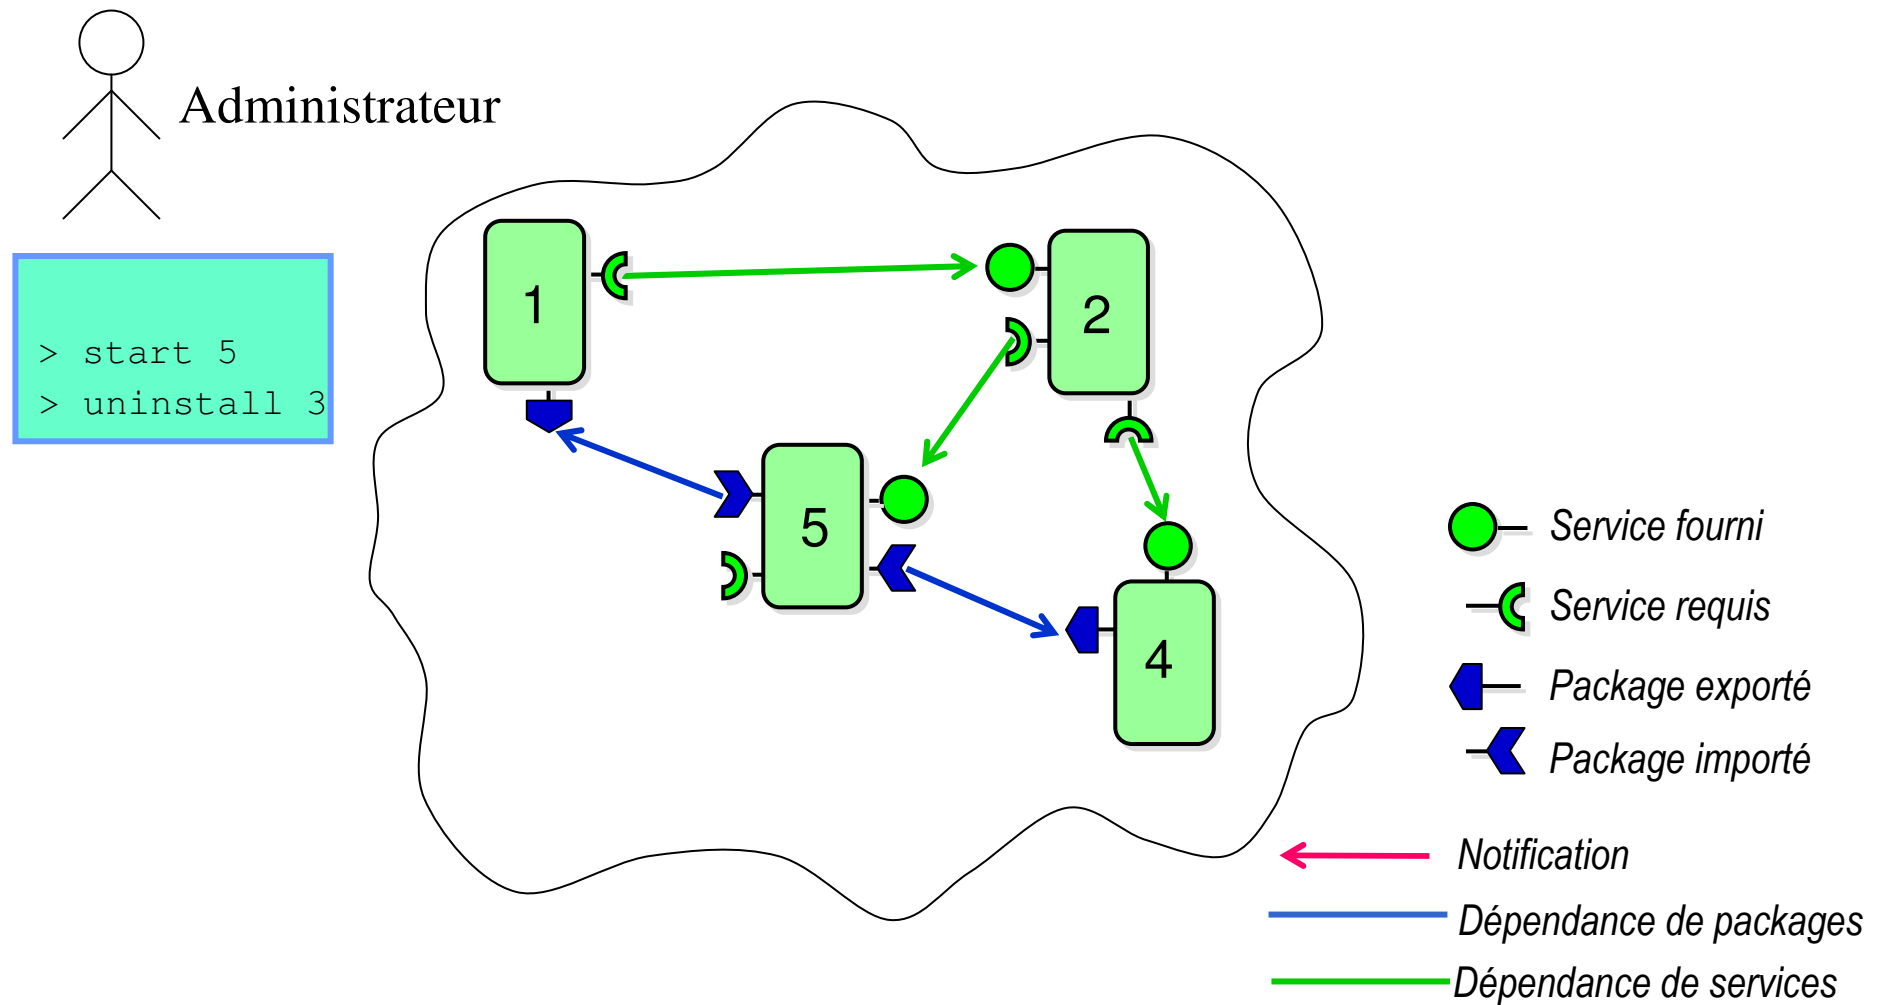 Administrateur
> start 5
> uninstall 3
1
2
5
4
Service fourni
Service requis
Package exporté
Package importé
Notification
Dépendance de packages
Dépendance de services